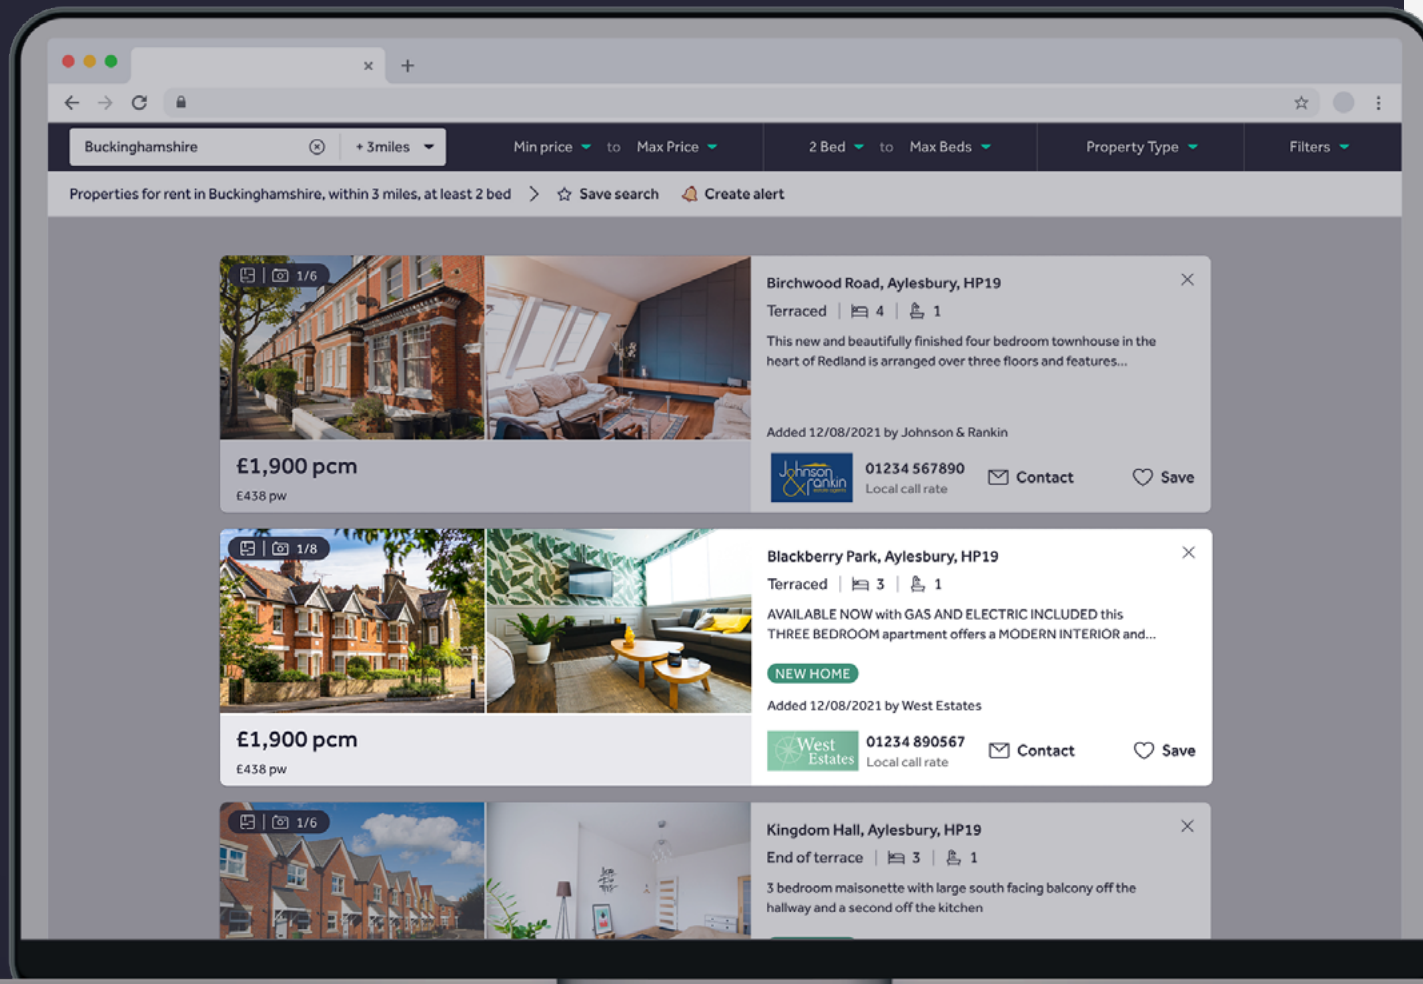 Buckinghamshire
+ 3miles
Min price to Max Price
2 Bed to Max Beds
Property Type
Filters
Properties for rent in Buckinghamshire, within 3 miles, at least 2 bed
Save search
Create alert
1/6
Birchwood Road, Aylesbury, HP19
Terraced | 4 | 1
This new and beautifully finished four bedroom townhouse in the
heart of Redland is arranged over three floors and features...
Added 12/08/2021 by Johnson & Rankin
£1,900 pcm
£438 pw
Johnson
& rankin
01234 567890
Local call rate
Contact
Save
1/8
Blackberry Park, Aylesbury, HP19
Terraced | 3 | 1
AVAILABLE NOW with GAS AND ELECTRIC INCLUDED this
THREE BEDROOM apartment offers a MODERN INTERIOR and...
NEW HOME
Added 12/08/2021 by West Estates
£1,900 pcm
£438 pw
West
Estates
01234 890567
Local call rate
Contact
Save
1/6
Kingdom Hall, Aylesbury, HP19
End of terrace | 3 | 1
3 bedroom maisonette with large south facing balcony off the
hallway and a second off the kitchen